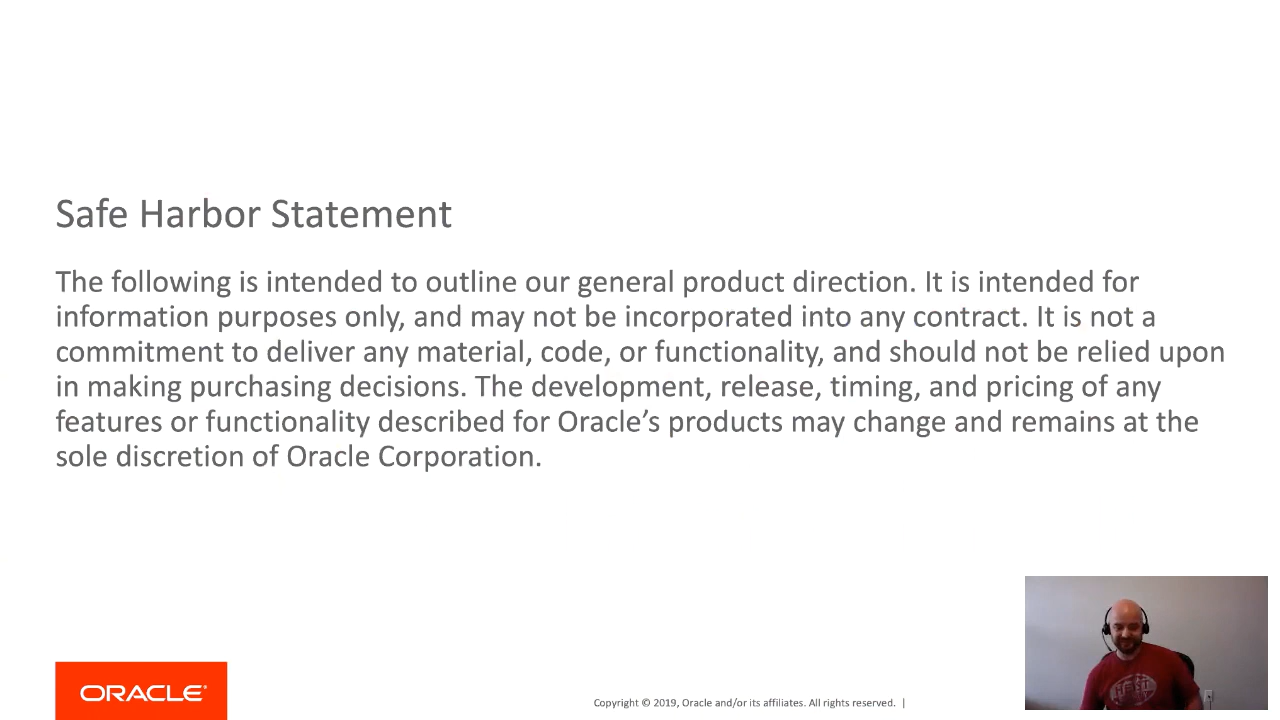 Safe Harbor Statement
The following is intended to outline our general product direction. It is intended for
information purposes only, and may not be incorporated into any contract. It is not a
commitment to deliver any material, code, or functionality, and should not be relied upon
in making purchasing decisions. The development, release, timing, and pricing of any
features or functionality described for Oracle’s products may change and remains at the
sole discretion of Oracle Corporation.
ORACLE®
Copyright © 2019, Oracle and/or its affiliates. All rights reserved. |